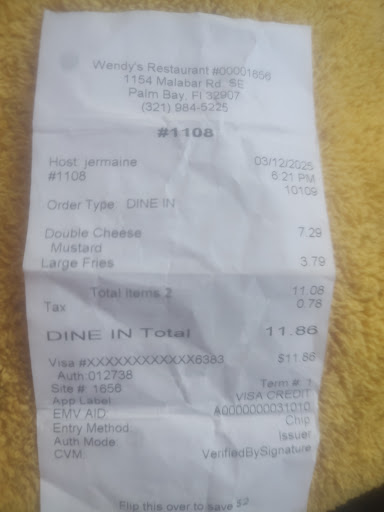 Wendy's Restaurant #00001656
1154 Malabar Rd. SE
Palm Bay, Fl 32907
(321) 984-5225
#1108
Host: jermaine 03/12/2025
#1108 6:21 PM
10109
Order Type: DINE IN
Double Cheese 7.29
Mustard
Large Fries 3.79
Total Items 2 11.08
Tax 0.78
DINE IN Total 11.86
Visa #XXXXXXXXXXXX6383 $11.86
Auth:012738
Site #: 1656 Term #: 1
App Label: VISA CREDIT
EMV AID: A0000000031010
Entry Method: Chip
Auth Mode: Issuer
CVM: VerifiedBySignature
Flip this over to save $2